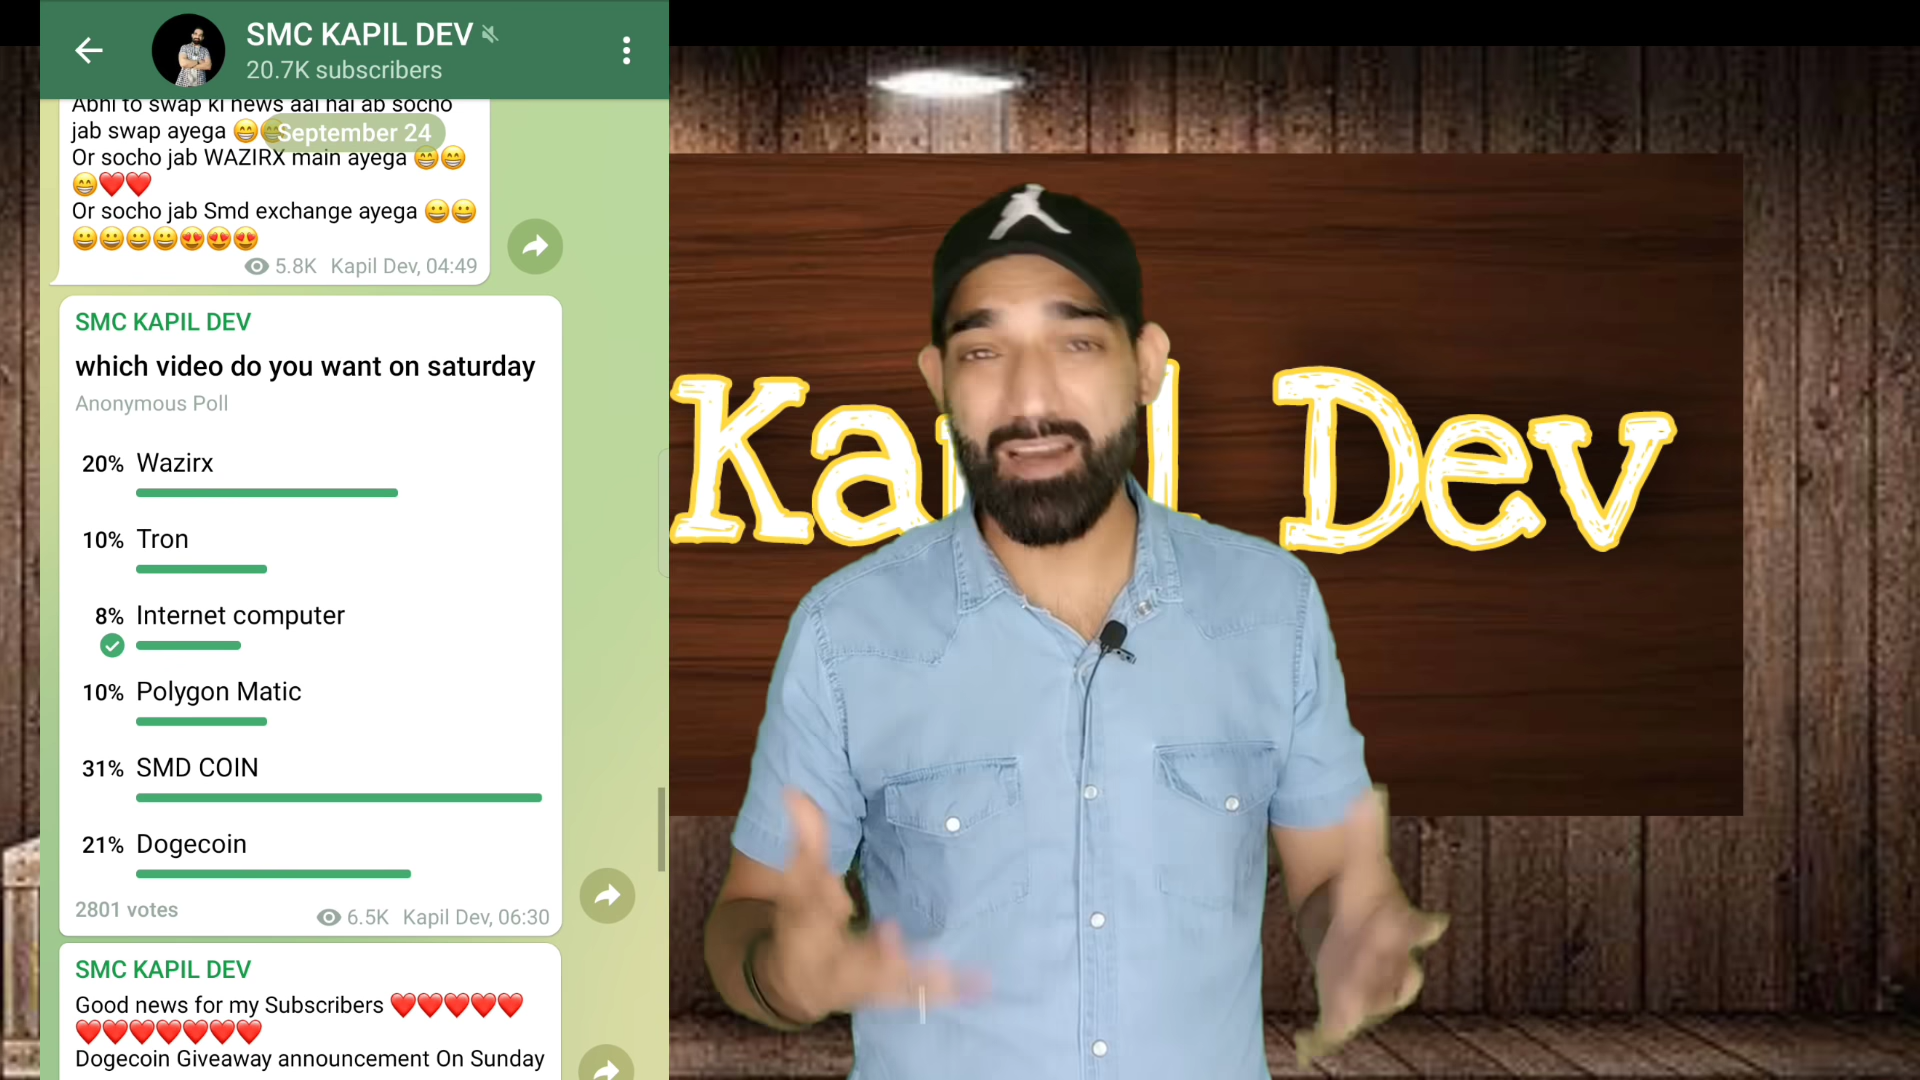 SMC KAPIL DEV
20.7K subscribers
Abhi to swap ki news aai hai ab socho
jab swap ayega 😁😁
September 24
Or socho jab WAZIRX main ayega 😁😁
😁❤️❤️
Or socho jab Smd exchange ayega 😀😀
😀😀😀😀😍😍😍
5.8K Kapil Dev, 04:49
SMC KAPIL DEV
which video do you want on saturday
Anonymous Poll
20% Wazirx
10% Tron
8% Internet computer
10% Polygon Matic
31% SMD COIN
21% Dogecoin
2801 votes
6.5K Kapil Dev, 06:30
SMC KAPIL DEV
Good news for my Subscribers ❤️❤️❤️❤️❤️
❤️❤️❤️❤️❤️❤️❤️
Dogecoin Giveaway announcement On Sunday
Kapil Dev